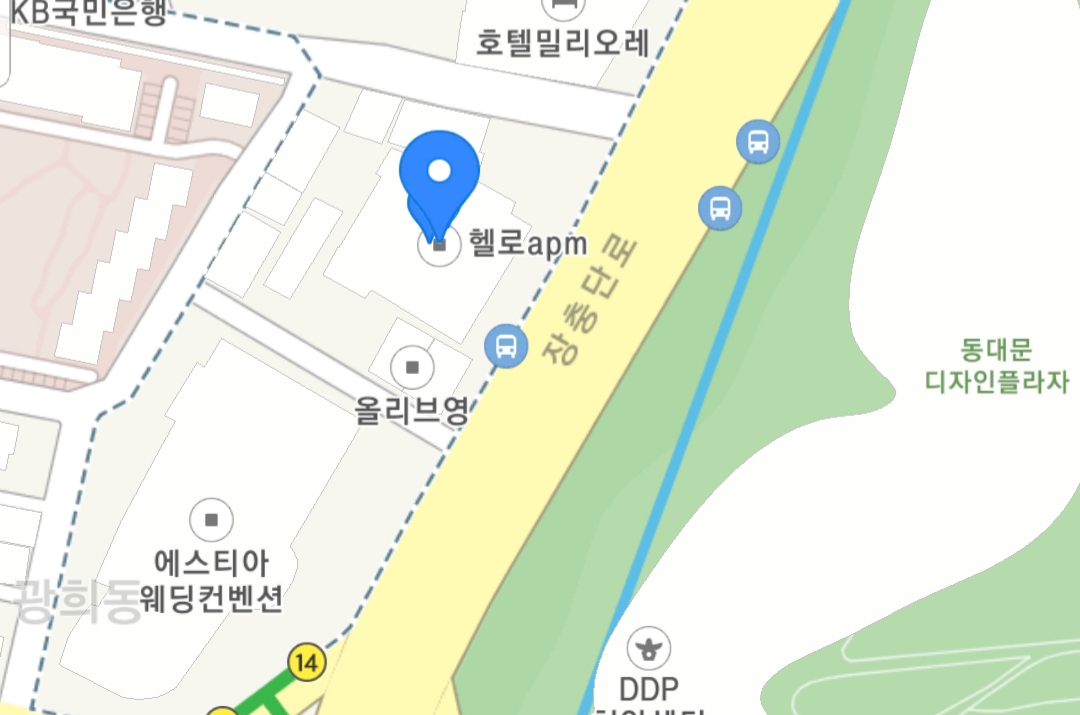 KB국민은행
호텔밀리오레
헬로apm
장충단로
동대문
디자인플라자
올리브영
에스티아
웨딩컨벤션
광희동
14
DDP